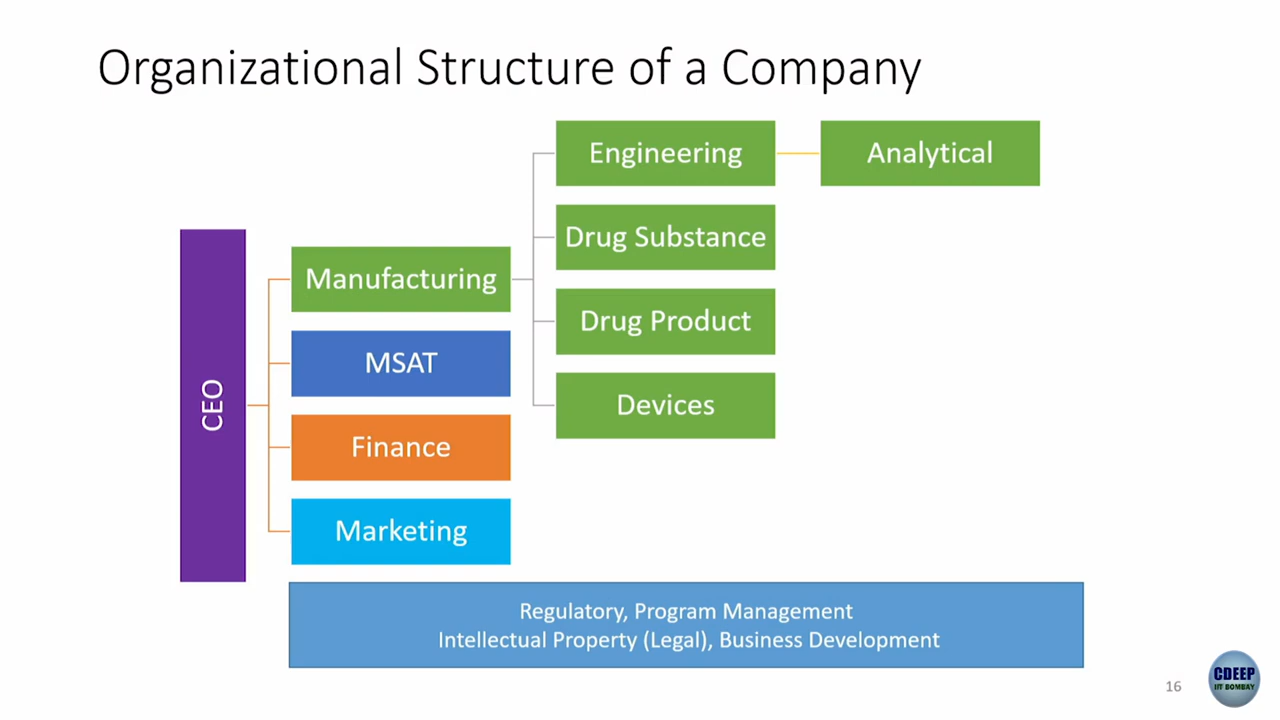 Organizational Structure of a Company
Engineering
Analytical
Drug Substance
Manufacturing
Drug Product
MSAT
Devices
CEO
Finance
Marketing
Regulatory, Program Management
Intellectual Property (Legal), Business Development
16
CDEEP
IIT BOMBAY